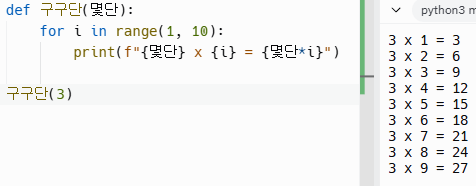 def 구구단(몇단):
    for i in range(1, 10):
        print(f"{몇단} x {i} = {몇단*i}")

구구단(3)
python3 m
3 x 1 = 3
3 x 2 = 6
3 x 3 = 9
3 x 4 = 12
3 x 5 = 15
3 x 6 = 18
3 x 7 = 21
3 x 8 = 24
3 x 9 = 27